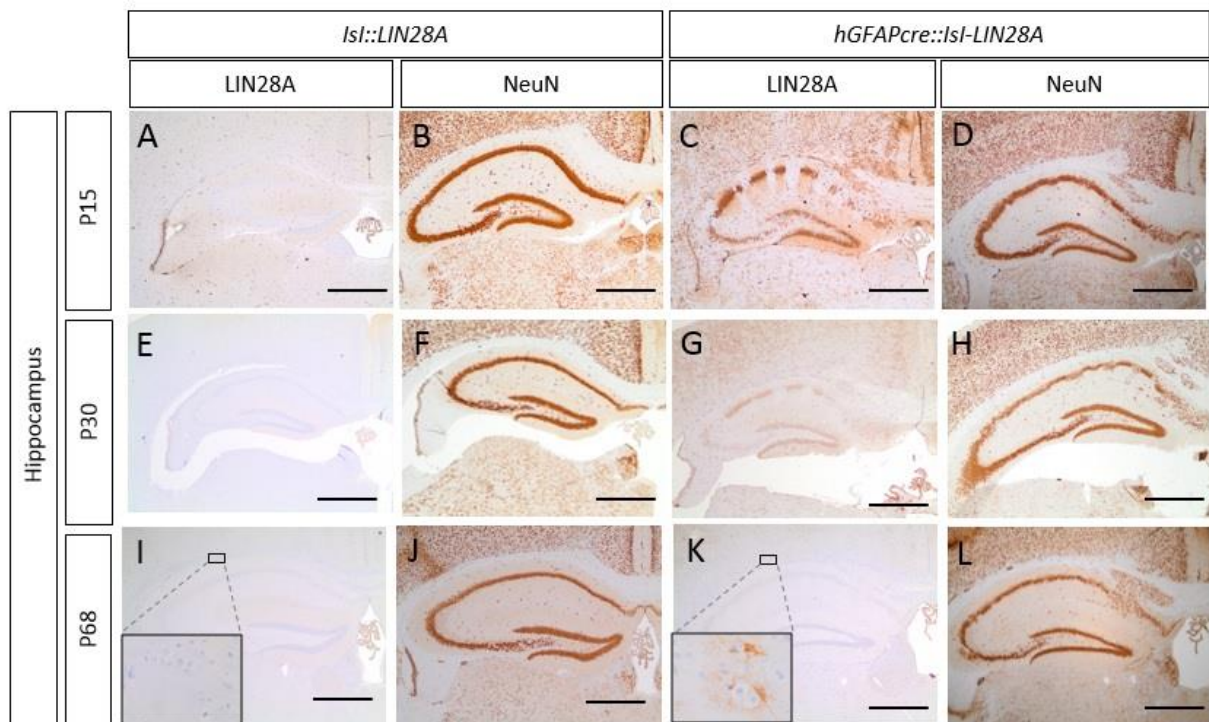 lsl::LIN28A
hGFAPcre::lsl-LIN28A
LIN28A
NeuN
LIN28A
NeuN
Hippocampus
P15
A
B
C
D
P30
E
F
G
H
P68
I
J
K
L